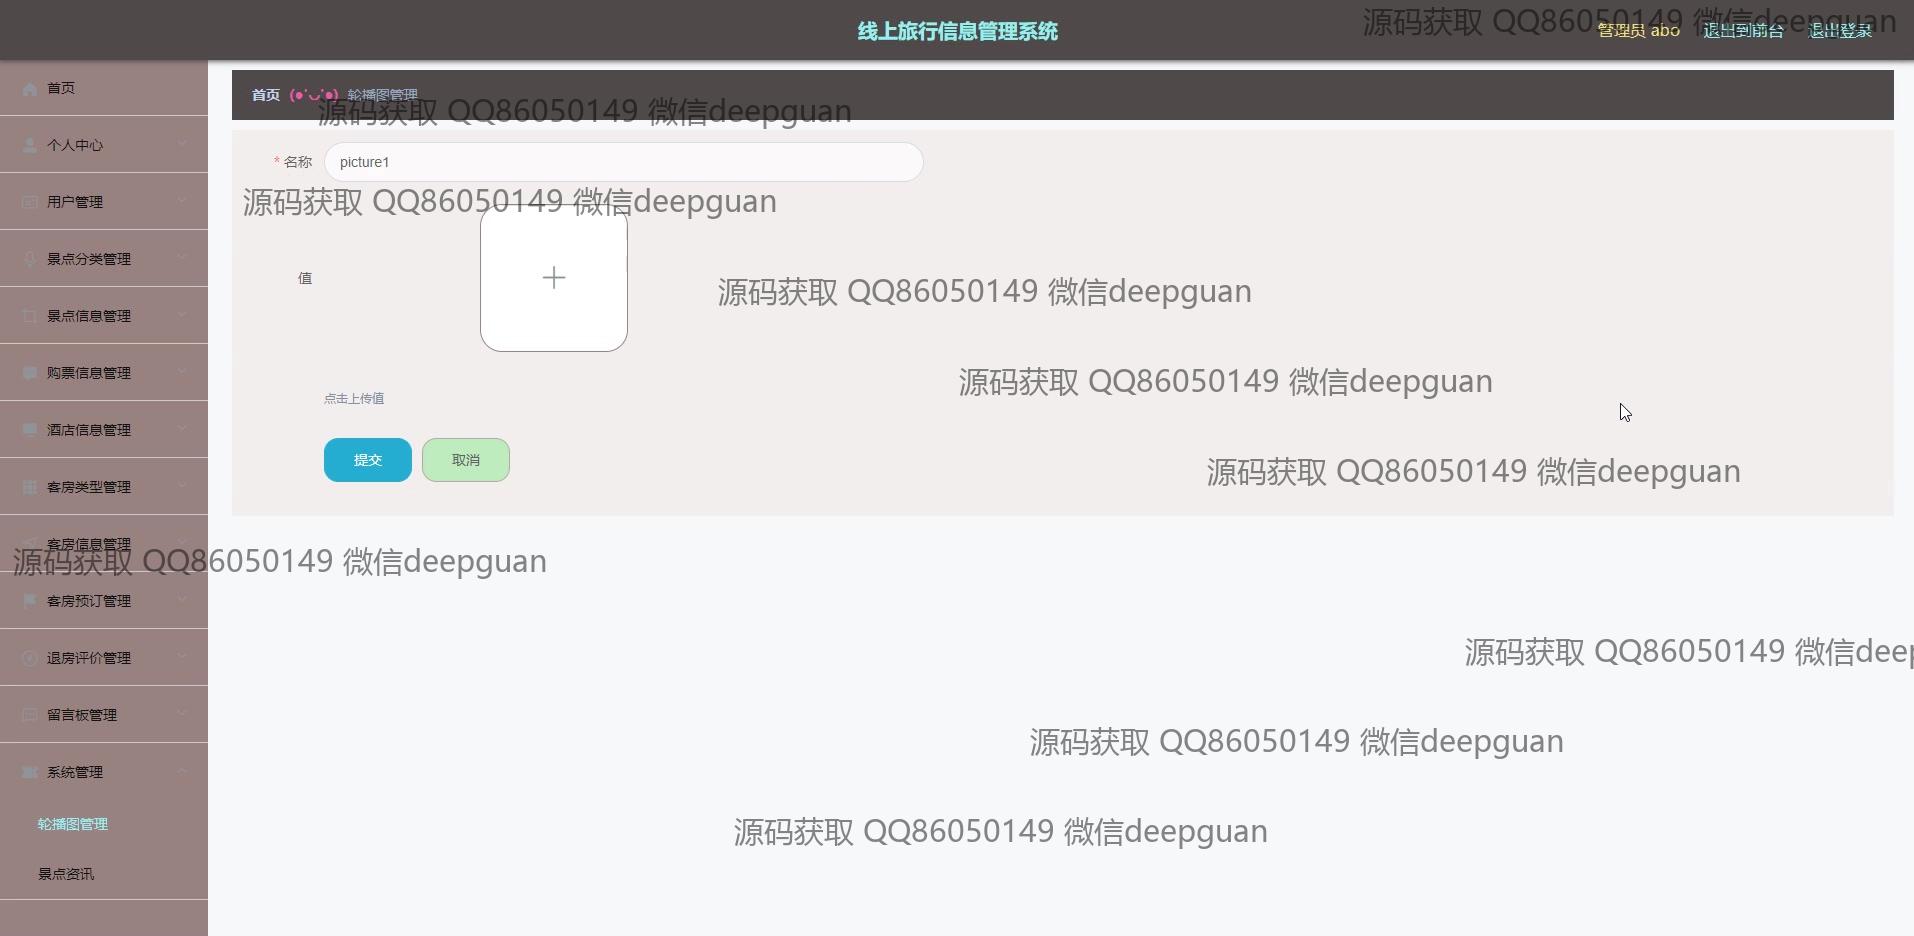 线上旅行信息管理系统
源码获取 QQ86050149 微信deepguan
管理员 abo 退出到前台 退出登录
首页
首页 (●'◡'●) 轮播图管理
源码获取 QQ86050149 微信deepguan
个人中心
* 名称 picture1
用户管理
源码获取 QQ86050149 微信deepguan
景点分类管理
值
源码获取 QQ86050149 微信deepguan
景点信息管理
购票信息管理
源码获取 QQ86050149 微信deepguan
点击上传值
酒店信息管理
提交 取消
源码获取 QQ86050149 微信deepguan
客房类型管理
客房信息管理
源码获取 QQ86050149 微信deepguan
客房预订管理
退房评价管理
源码获取 QQ86050149 微信deep
留言板管理
源码获取 QQ86050149 微信deepguan
系统管理
轮播图管理
源码获取 QQ86050149 微信deepguan
景点资讯